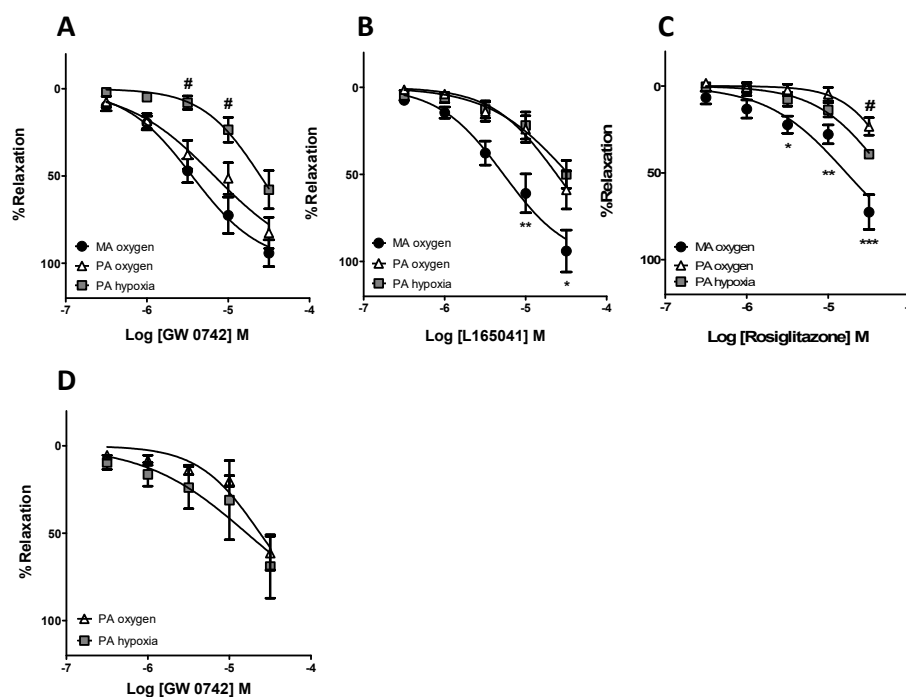 A
B
C
%Relaxation
0
50
100
#
#
MA oxygen
PA oxygen
PA hypoxia
-7
-6
-5
-4
Log [GW 0742] M
%Relaxation
0
50
100
**
*
MA oxygen
PA oxygen
PA hypoxia
-7
-6
-5
-4
Log [L165041] M
%Relaxation
0
50
100
#
*
**
***
MA oxygen
PA oxygen
PA hypoxia
-7
-6
-5
-4
Log [Rosiglitazone] M
D
%Relaxation
0
50
100
PA oxygen
PA hypoxia
-7
-6
-5
-4
Log [GW 0742] M